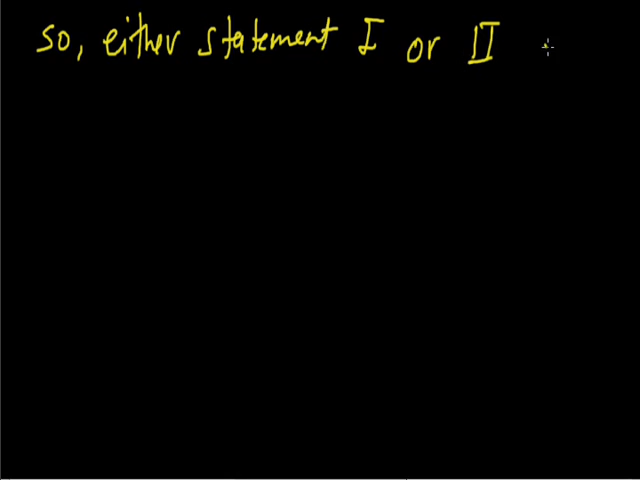 so, either statement I or II